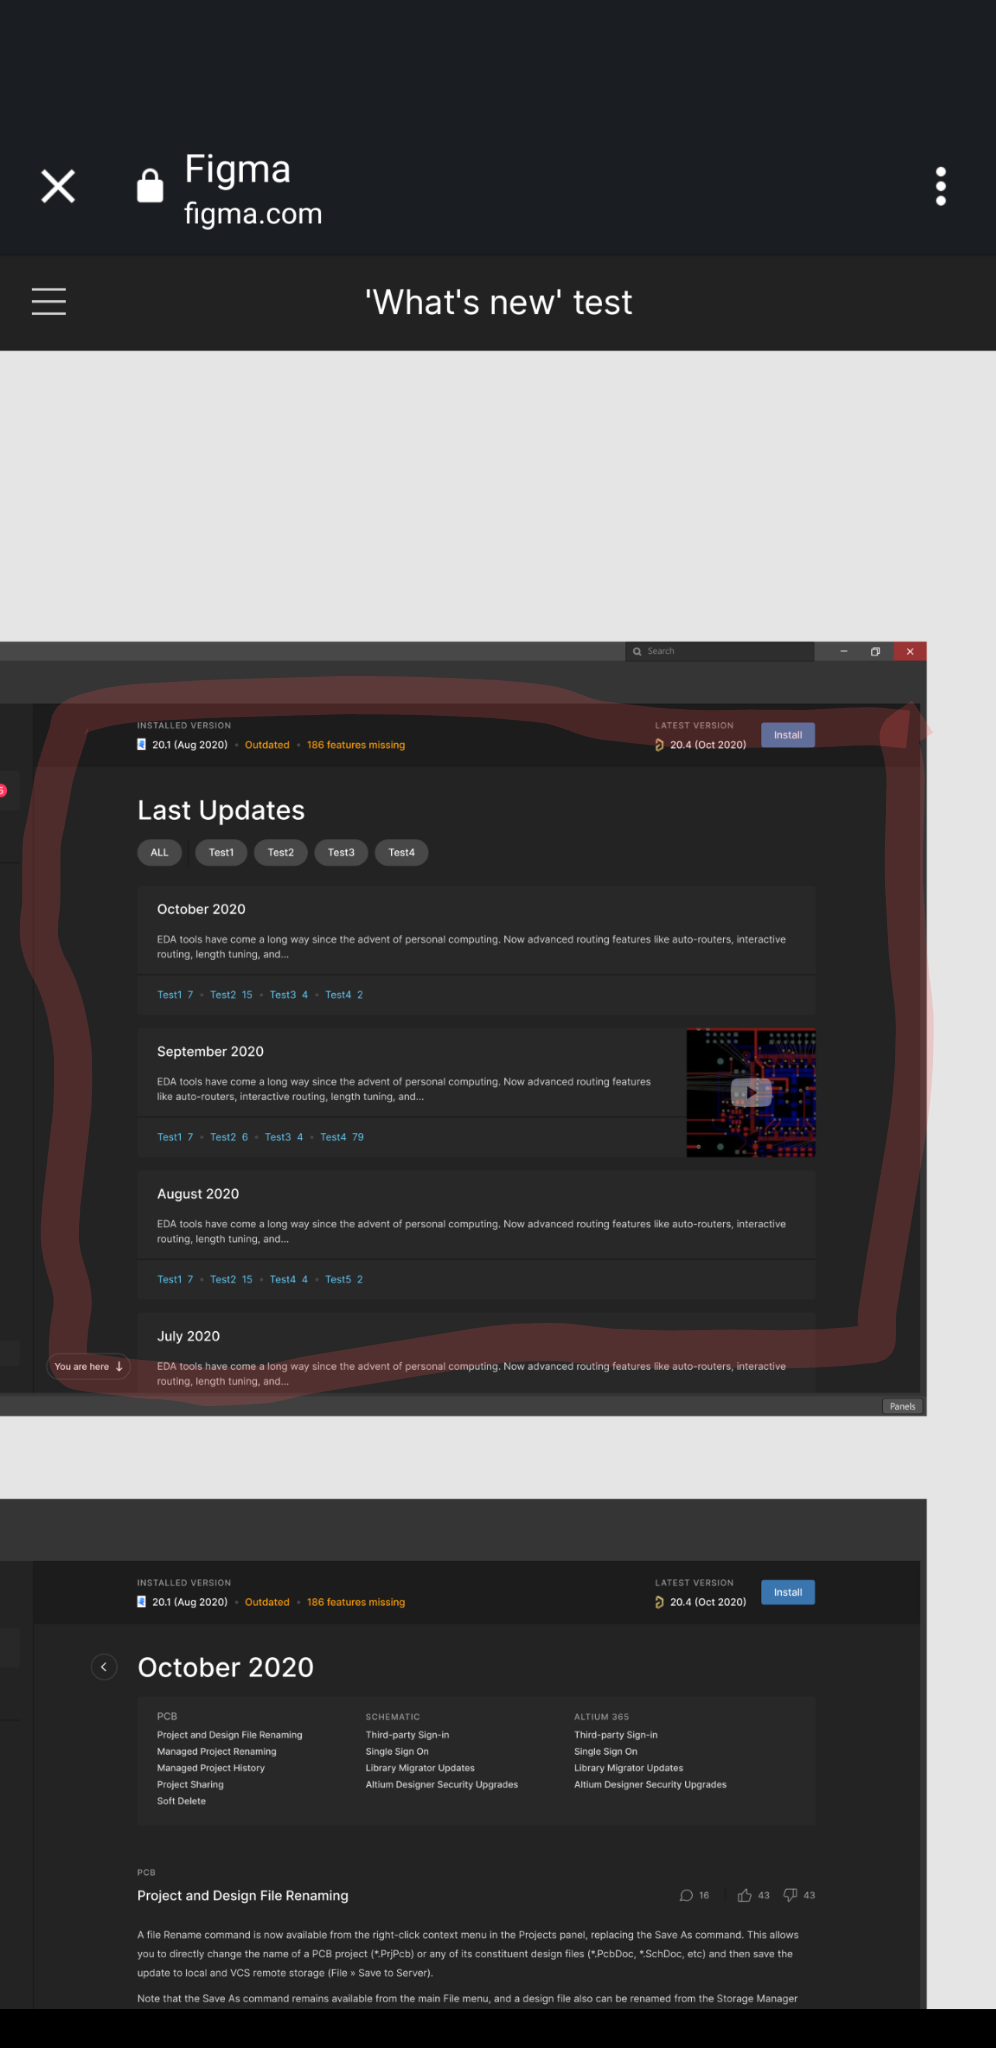 Figma
figma.com
'What's new' test
Search
INSTALLED VERSION
20.1 (Aug 2020) • Outdated • 186 features missing
LATEST VERSION
20.4 (Oct 2020)
Install
Last Updates
ALL Test1 Test2 Test3 Test4
October 2020
EDA tools have come a long way since the advent of personal computing. Now advanced routing features like auto-routers, interactive
routing, length tuning, and...
Test1 7 • Test2 15 • Test3 4 • Test4 2
September 2020
EDA tools have come a long way since the advent of personal computing. Now advanced routing features
like auto-routers, interactive routing, length tuning, and...
Test1 7 • Test2 6 • Test3 4 • Test4 79
August 2020
EDA tools have come a long way since the advent of personal computing. Now advanced routing features like auto-routers, interactive
routing, length tuning, and...
Test1 7 • Test2 15 • Test4 4 • Test5 2
July 2020
You are here ↓
EDA tools have come a long way since the advent of personal computing. Now advanced routing features like auto-routers, interactive
routing, length tuning, and...
Panels
INSTALLED VERSION
20.1 (Aug 2020) • Outdated • 186 features missing
LATEST VERSION
20.4 (Oct 2020)
Install
October 2020
PCB
Project and Design File Renaming
Managed Project Renaming
Managed Project History
Project Sharing
Soft Delete
SCHEMATIC
Third-party Sign-in
Single Sign On
Library Migrator Updates
Altium Designer Security Upgrades
ALTIUM 365
Third-party Sign-in
Single Sign On
Library Migrator Updates
Altium Designer Security Upgrades
PCB
Project and Design File Renaming
16 43 43
A file Rename command is now available from the right-click context menu in the Projects panel, replacing the Save As command. This allows
you to directly change the name of a PCB project (*.PrjPcb) or any of its constituent design files (*.PcbDoc, *.SchDoc, etc) and then save the
update to local and VCS remote storage (File » Save to Server).
Note that the Save As command remains available from the main File menu, and a design file also can be renamed from the Storage Manager